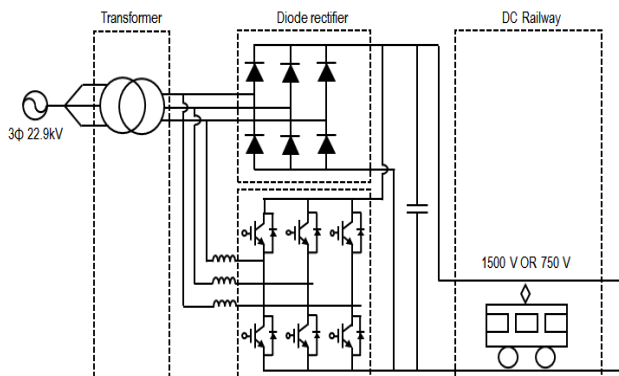 Transformer
Diode rectifier
DC Railway
3Φ 22.9kV
1500 V OR 750 V